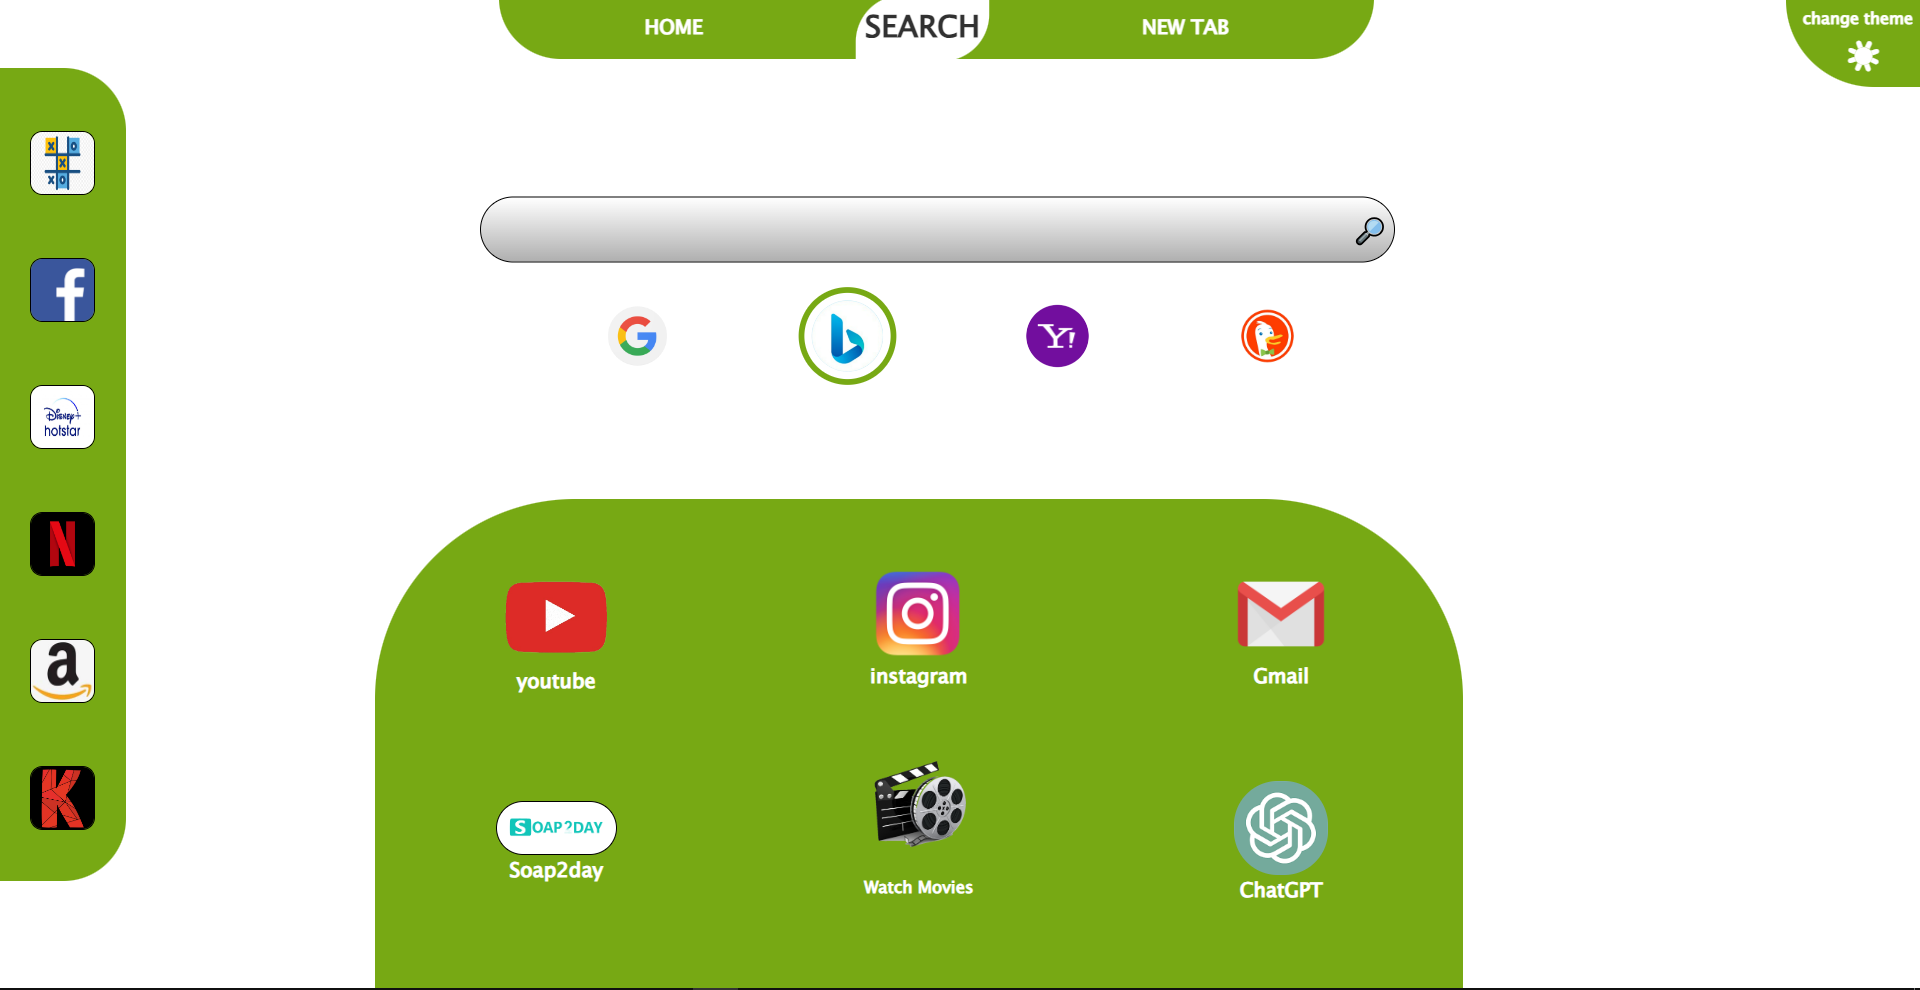 HOME
SEARCH
NEW TAB
change theme
X O
X
X O
f
Disney+
hotstar
N
a
K
G
b
Y!
youtube
instagram
Gmail
SOAP2DAY
Soap2day
Watch Movies
ChatGPT